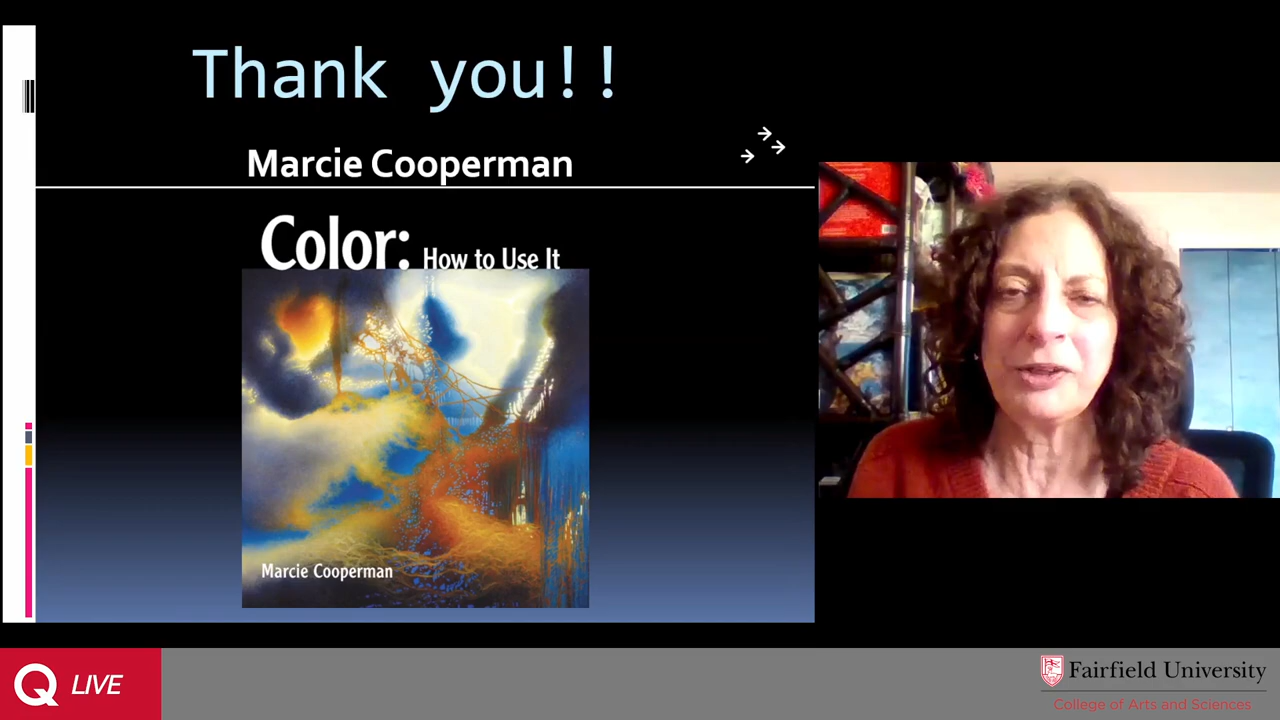 Thank you!!
Marcie Cooperman
Color: How to Use It
Marcie Cooperman
Q LIVE
Fairfield University
College of Arts and Sciences